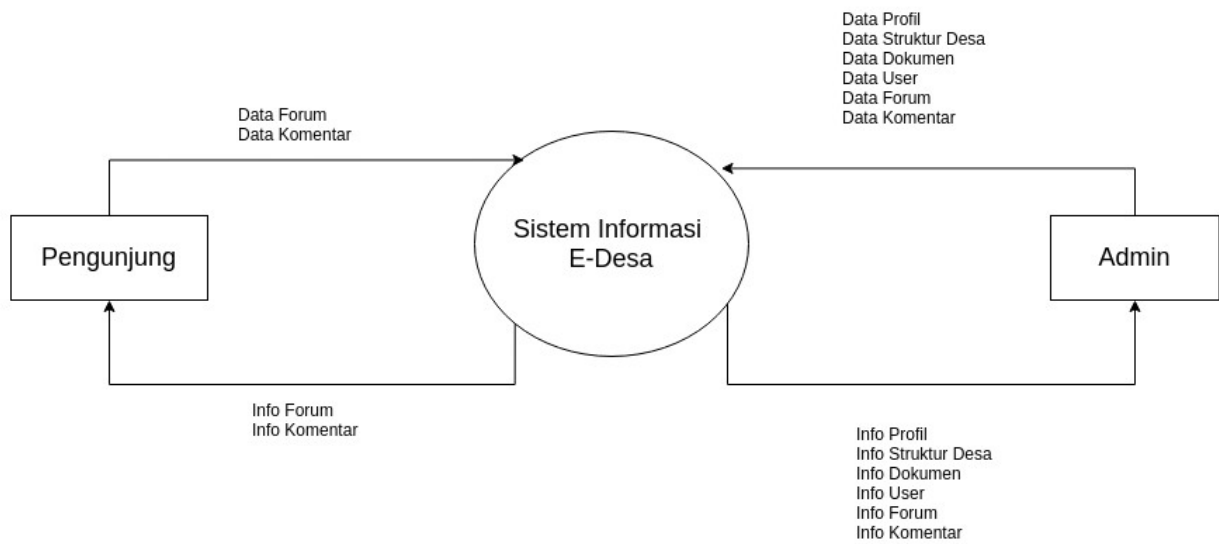 Data Profil
Data Struktur Desa
Data Dokumen
Data User
Data Forum
Data Komentar
Data Forum
Data Komentar
Pengunjung
Sistem Informasi
E-Desa
Admin
Info Forum
Info Komentar
Info Profil
Info Struktur Desa
Info Dokumen
Info User
Info Forum
Info Komentar